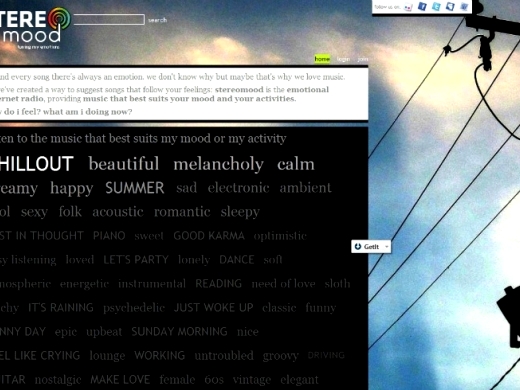 TERE
mood
search
Follow us on
home login join
nd every song there's always an emotion. we don't know why but maybe that's why we love music.
've created a way to suggest songs that follow your feelings: stereomood is the emotional
ernet radio, providing music that best suits your mood and your activities.
do i feel? what am i doing now?
ten to the music that best suits my mood or my activity
HILLOUT beautiful melancholy calm
eamy happy SUMMER sad electronic ambient
ol sexy folk acoustic romantic sleepy
ST IN THOUGHT PIANO sweet GOOD KARMA optimistic
sy listening loved LET'S PARTY lonely DANCE soft
mospheric energetic instrumental READING need of love sloth
chy IT'S RAINING psychedelic JUST WOKE UP classic funny
NNY DAY epic upbeat SUNDAY MORNING nice
EL LIKE CRYING lounge WORKING untroubled groovy DRIVING
ITAR nostalgic MAKE LOVE female 60s vintage elegant
GetIt